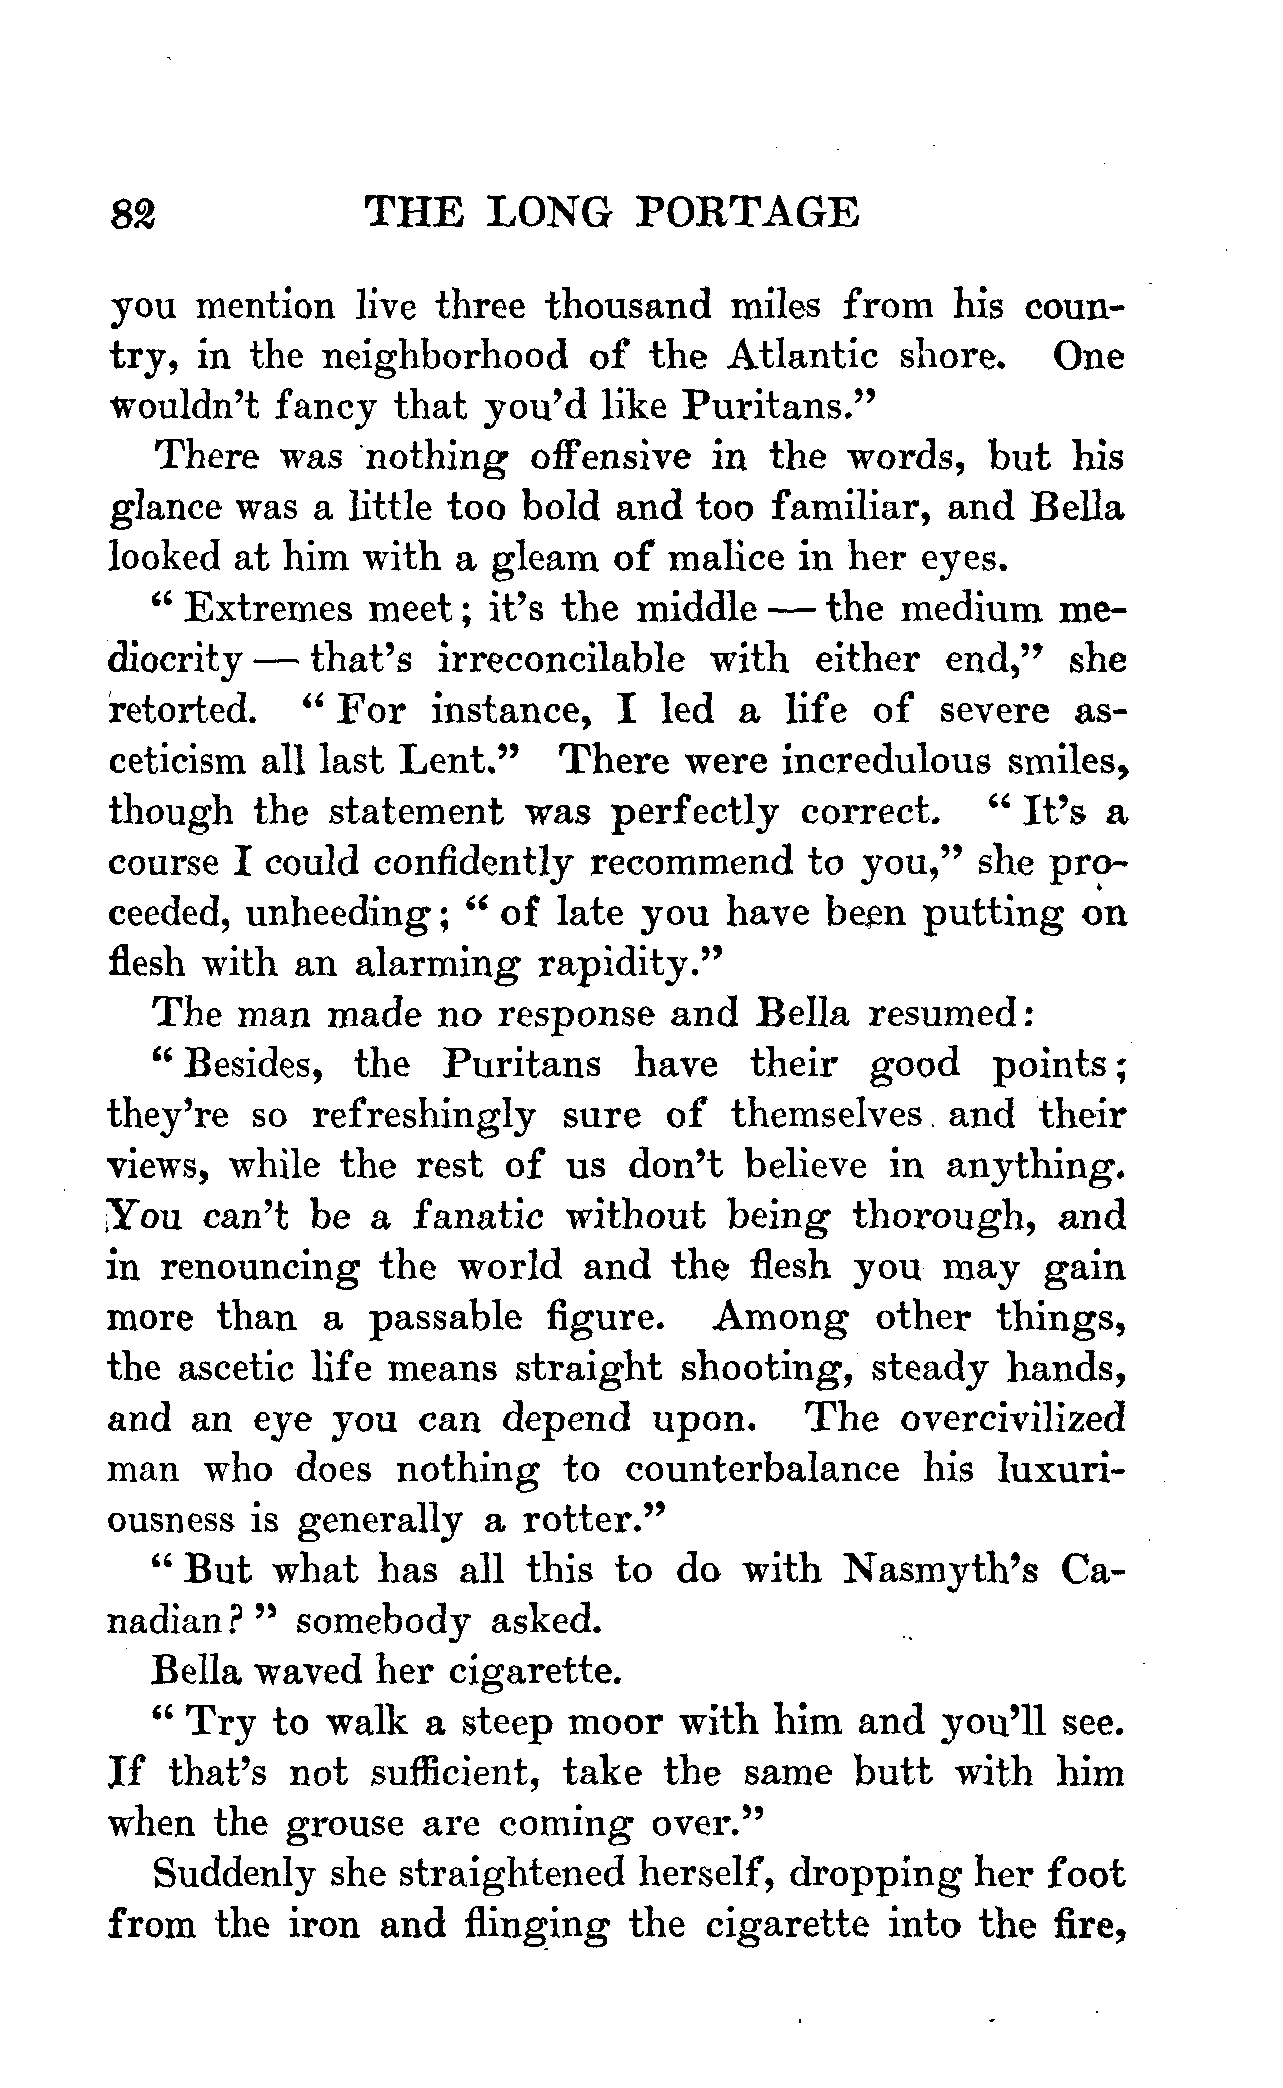 82 THE LONG PORTAGE
you mention live three thousand miles from his coun-
try, in the neighborhood of the Atlantic shore. One
wouldn't fancy that you'd like Puritans."
There was nothing offensive in the words, but his
glance was a little too bold and too familiar, and Bella
looked at him with a gleam of malice in her eyes.
"Extremes meet; it's the middle — the medium me-
diocrity — that's irreconcilable with either end," she
retorted. "For instance, I led a life of severe as-
ceticism all last Lent." There were incredulous smiles,
though the statement was perfectly correct. "It's a
course I could confidently recommend to you," she pro-
ceeded, unheeding; "of late you have been putting on
flesh with an alarming rapidity."
The man made no response and Bella resumed:
"Besides, the Puritans have their good points;
they're so refreshingly sure of themselves and their
views, while the rest of us don't believe in anything.
You can't be a fanatic without being thorough, and
in renouncing the world and the flesh you may gain
more than a passable figure. Among other things,
the ascetic life means straight shooting, steady hands,
and an eye you can depend upon. The overcivilized
man who does nothing to counterbalance his luxuri-
ousness is generally a rotter."
"But what has all this to do with Nasmyth's Ca-
nadian?" somebody asked.
Bella waved her cigarette.
"Try to walk a steep moor with him and you'll see.
If that's not sufficient, take the same butt with him
when the grouse are coming over."
Suddenly she straightened herself, dropping her foot
from the iron and flinging the cigarette into the fire,